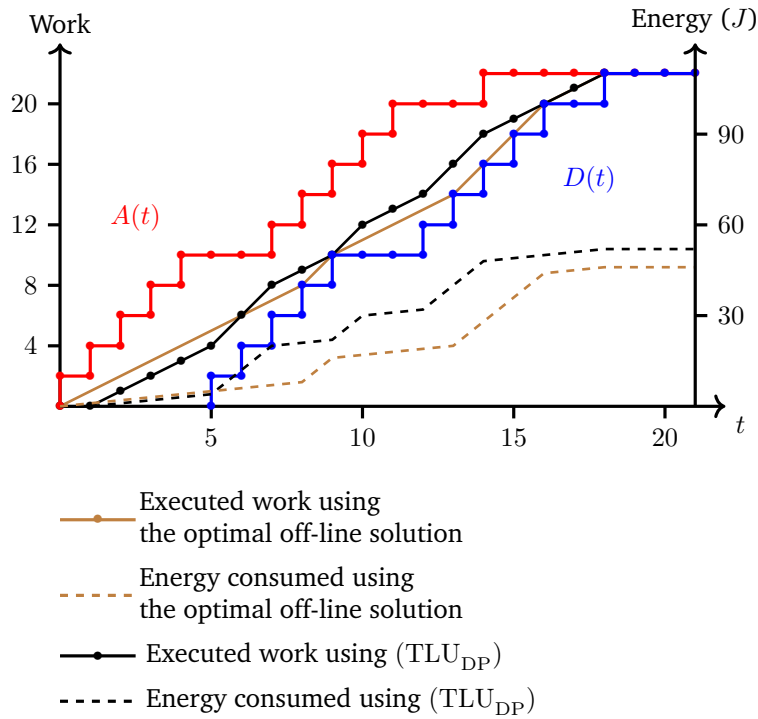 Work
Energy (J)
20
16
12
8
4
90
60
30
A(t)
D(t)
5
10
15
20
t
Executed work using
the optimal off-line solution
Energy consumed using
the optimal off-line solution
Executed work using (TLU_DP)
Energy consumed using (TLU_DP)